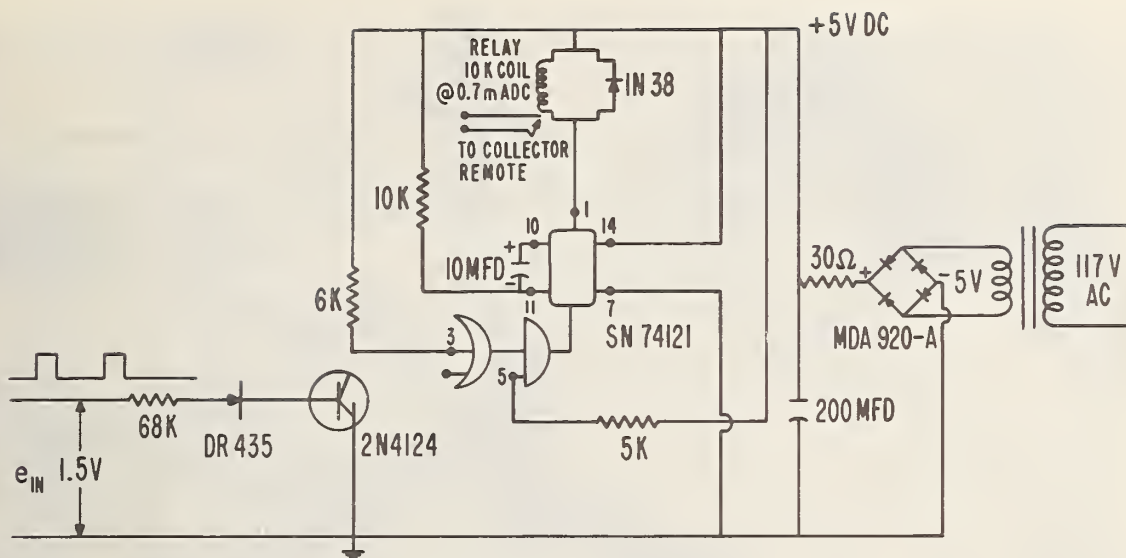 +5V DC
RELAY
10K COIL
@0.7mADC
IN 38
TO COLLECTOR
REMOTE
10K
1
10
14
+
10MFD
-
11
7
6K
SN 74121
30Ω
+
-
5V
117V
AC
MDA 920-A
3
5
200MFD
68K
DR 435
2N4124
5K
eIN 1.5V